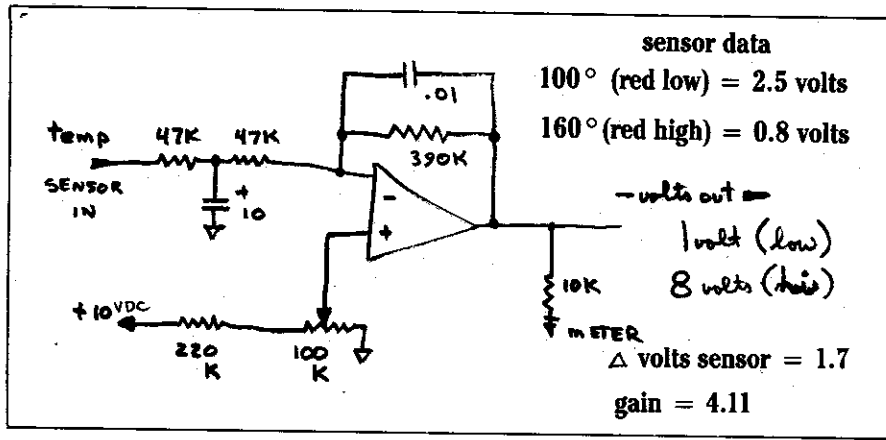 sensor data
100° (red low) = 2.5 volts
160° (red high) = 0.8 volts
.01
390K
temp
SENSOR
IN
47K 47K
+
10
-
+
- volts out -
1 volt (low)
8 volts
10K
METER
+10 VDC
220
K
100
K
△ volts sensor = 1.7
gain = 4.11